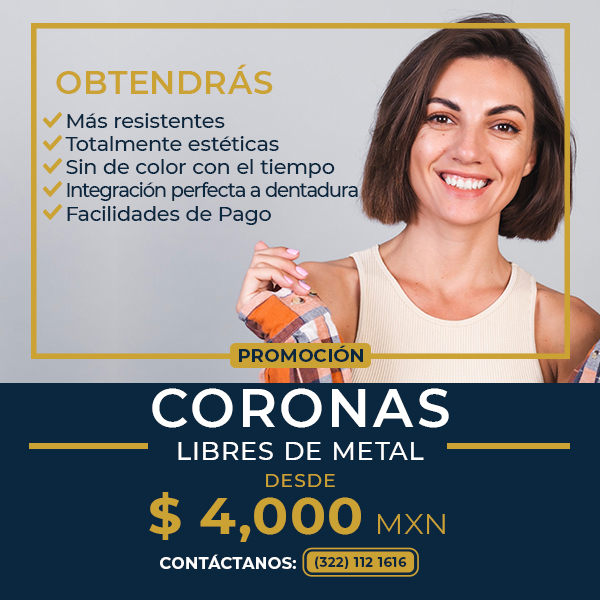 OBTENDRÁS
Más resistentes
Totalmente estéticas
Sin de color con el tiempo
Integración perfecta a dentadura
Facilidades de Pago
PROMOCIÓN
CORONAS
LIBRES DE METAL
DESDE
$ 4,000 MXN
CONTÁCTANOS: (322) 112 1616